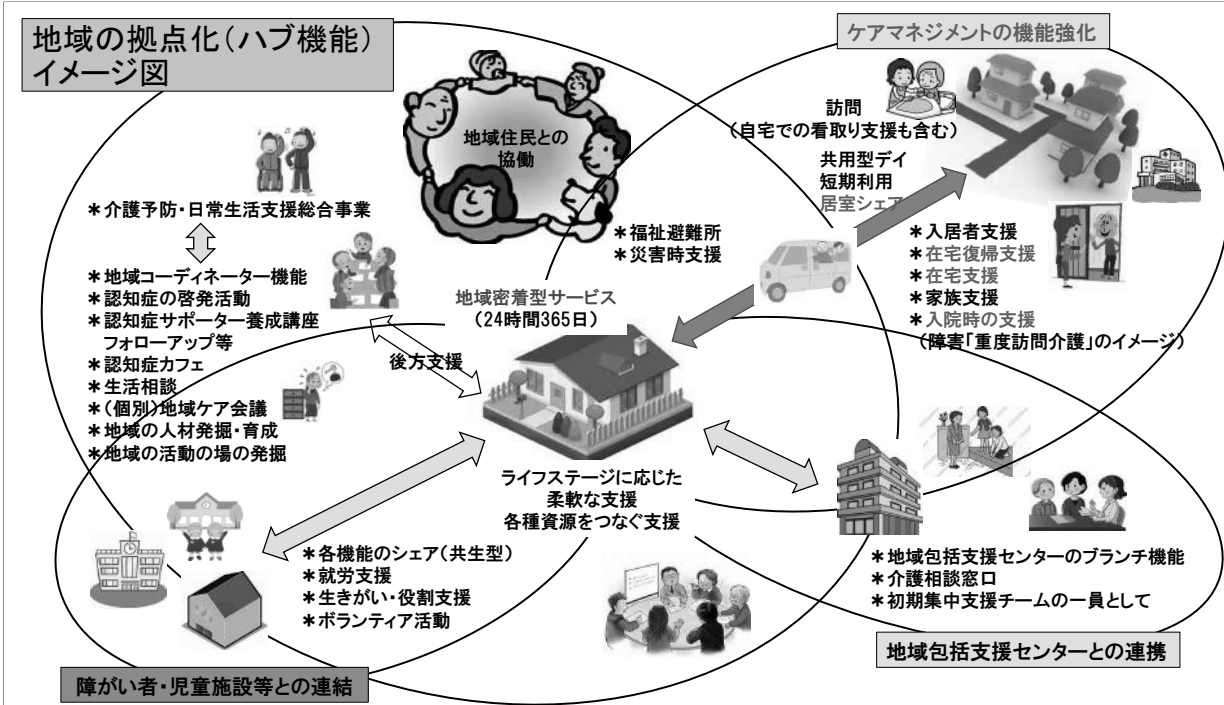 地域の拠点化(ハブ機能)
イメージ図
地域住民との
協働
ケアマネジメントの機能強化
訪問
(自宅での看取り支援も含む)
共用型デイ
短期利用
居室シェア
*介護予防・日常生活支援総合事業
*地域コーディネーター機能
*認知症の啓発活動
*認知症サポーター養成講座
フォローアップ等
*認知症カフェ
*生活相談
*(個別)地域ケア会議
*地域の人材発掘・育成
*地域の活動の場の発掘
*福祉避難所
*災害時支援
*入居者支援
*在宅復帰支援
*在宅支援
*家族支援
*入院時の支援
(障害「重度訪問介護」のイメージ)
地域密着型サービス
(24時間365日)
後方支援
ライフステージに応じた
柔軟な支援
各種資源をつなぐ支援
*各機能のシェア(共生型)
*就労支援
*生きがい・役割支援
*ボランティア活動
*地域包括支援センターのブランチ機能
*介護相談窓口
*初期集中支援チームの一員として
地域包括支援センターとの連携
障がい者・児童施設等との連結